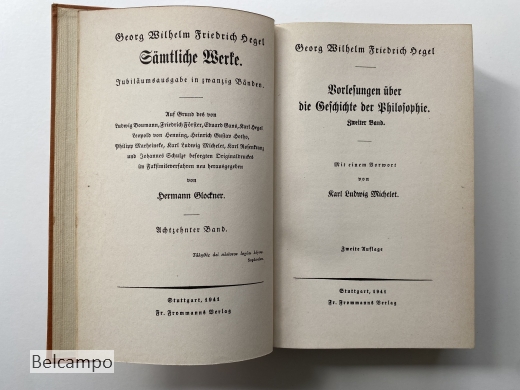 Georg Wilhelm Friedrich Hegel
Sämtliche Werke.
Jubiläumsausgabe in zwanzig Bänden.
Auf Grund des von
Ludwig Boumann, Friedrich Förster, Eduard Gans, Karl Hegel
Leopold von Henning, Heinrich Gustav Hotho,
Philipp Marheineke, Karl Ludwig Michelet, Karl Rosenkranz
und Johannes Schulze besorgten Originaldruckes
im Faksimileverfahren neu herausgegeben
von
Hermann Glockner.
Achtzehnter Band.
Stuttgart, 1941
Fr. Frommanns Verlag
Georg Wilhelm Friedrich Hegel
Vorlesungen über
die Geschichte der Philosophie.
Zweiter Band.
Mit einem Vorwort
von
Karl Ludwig Michelet.
Zweite Auflage
Stuttgart, 1941
Fr. Frommanns Verlag
Belcampo